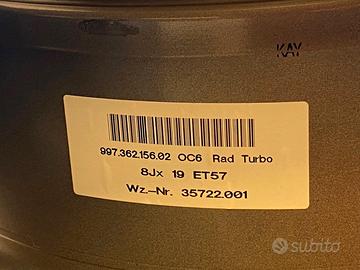 KAY
997.362.156.02 OC6 Rad Turbo
8Jx 19 ET57
Wz.-Nr. 35722.001
subito